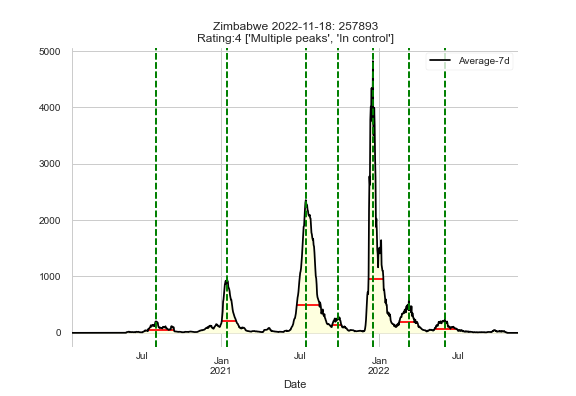 Zimbabwe 2022-11-18: 257893
Rating:4 ['Multiple peaks', 'In control']
Average-7d
5000
4000
3000
2000
1000
0
Jul
Jan
2021
Jul
Jan
2022
Jul
Date